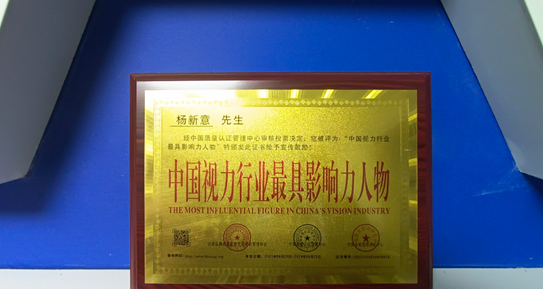 杨新意 先生
经中国质量认证管理中心审核投票决定：您被评为："中国视力行业
最具影响力人物"特颁发此证书给予宣传鼓励！
中国视力行业最具影响力人物
THE MOST INFLUENTIAL FIGURE IN CHINA'S VISION INDUSTRY